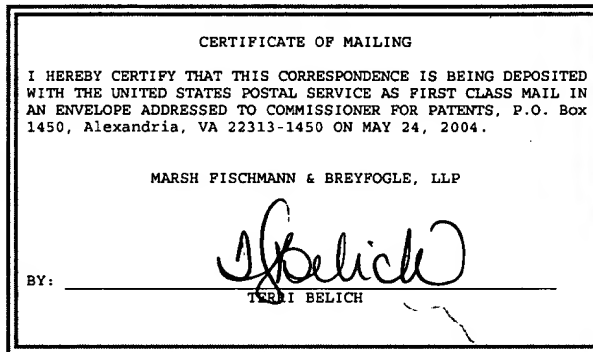 CERTIFICATE OF MAILING
I HEREBY CERTIFY THAT THIS CORRESPONDENCE IS BEING DEPOSITED
WITH THE UNITED STATES POSTAL SERVICE AS FIRST CLASS MAIL IN
AN ENVELOPE ADDRESSED TO COMMISSIONER FOR PATENTS, P.O. Box
1450, Alexandria, VA 22313-1450 ON MAY 24, 2004.
MARSH FISCHMANN & BREYFOGLE, LLP
BY: TJBelich
TERRI BELICH